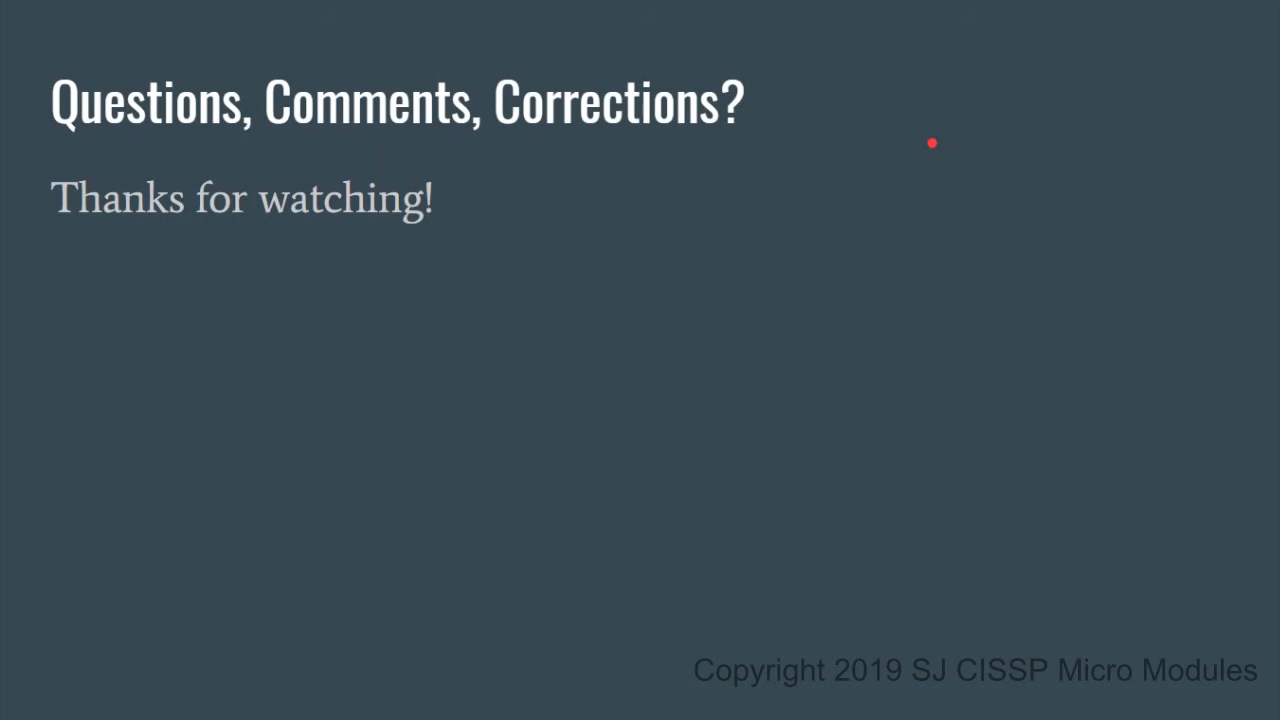 Questions, Comments, Corrections?
Thanks for watching!
Copyright 2019 SJ CISSP Micro Modules